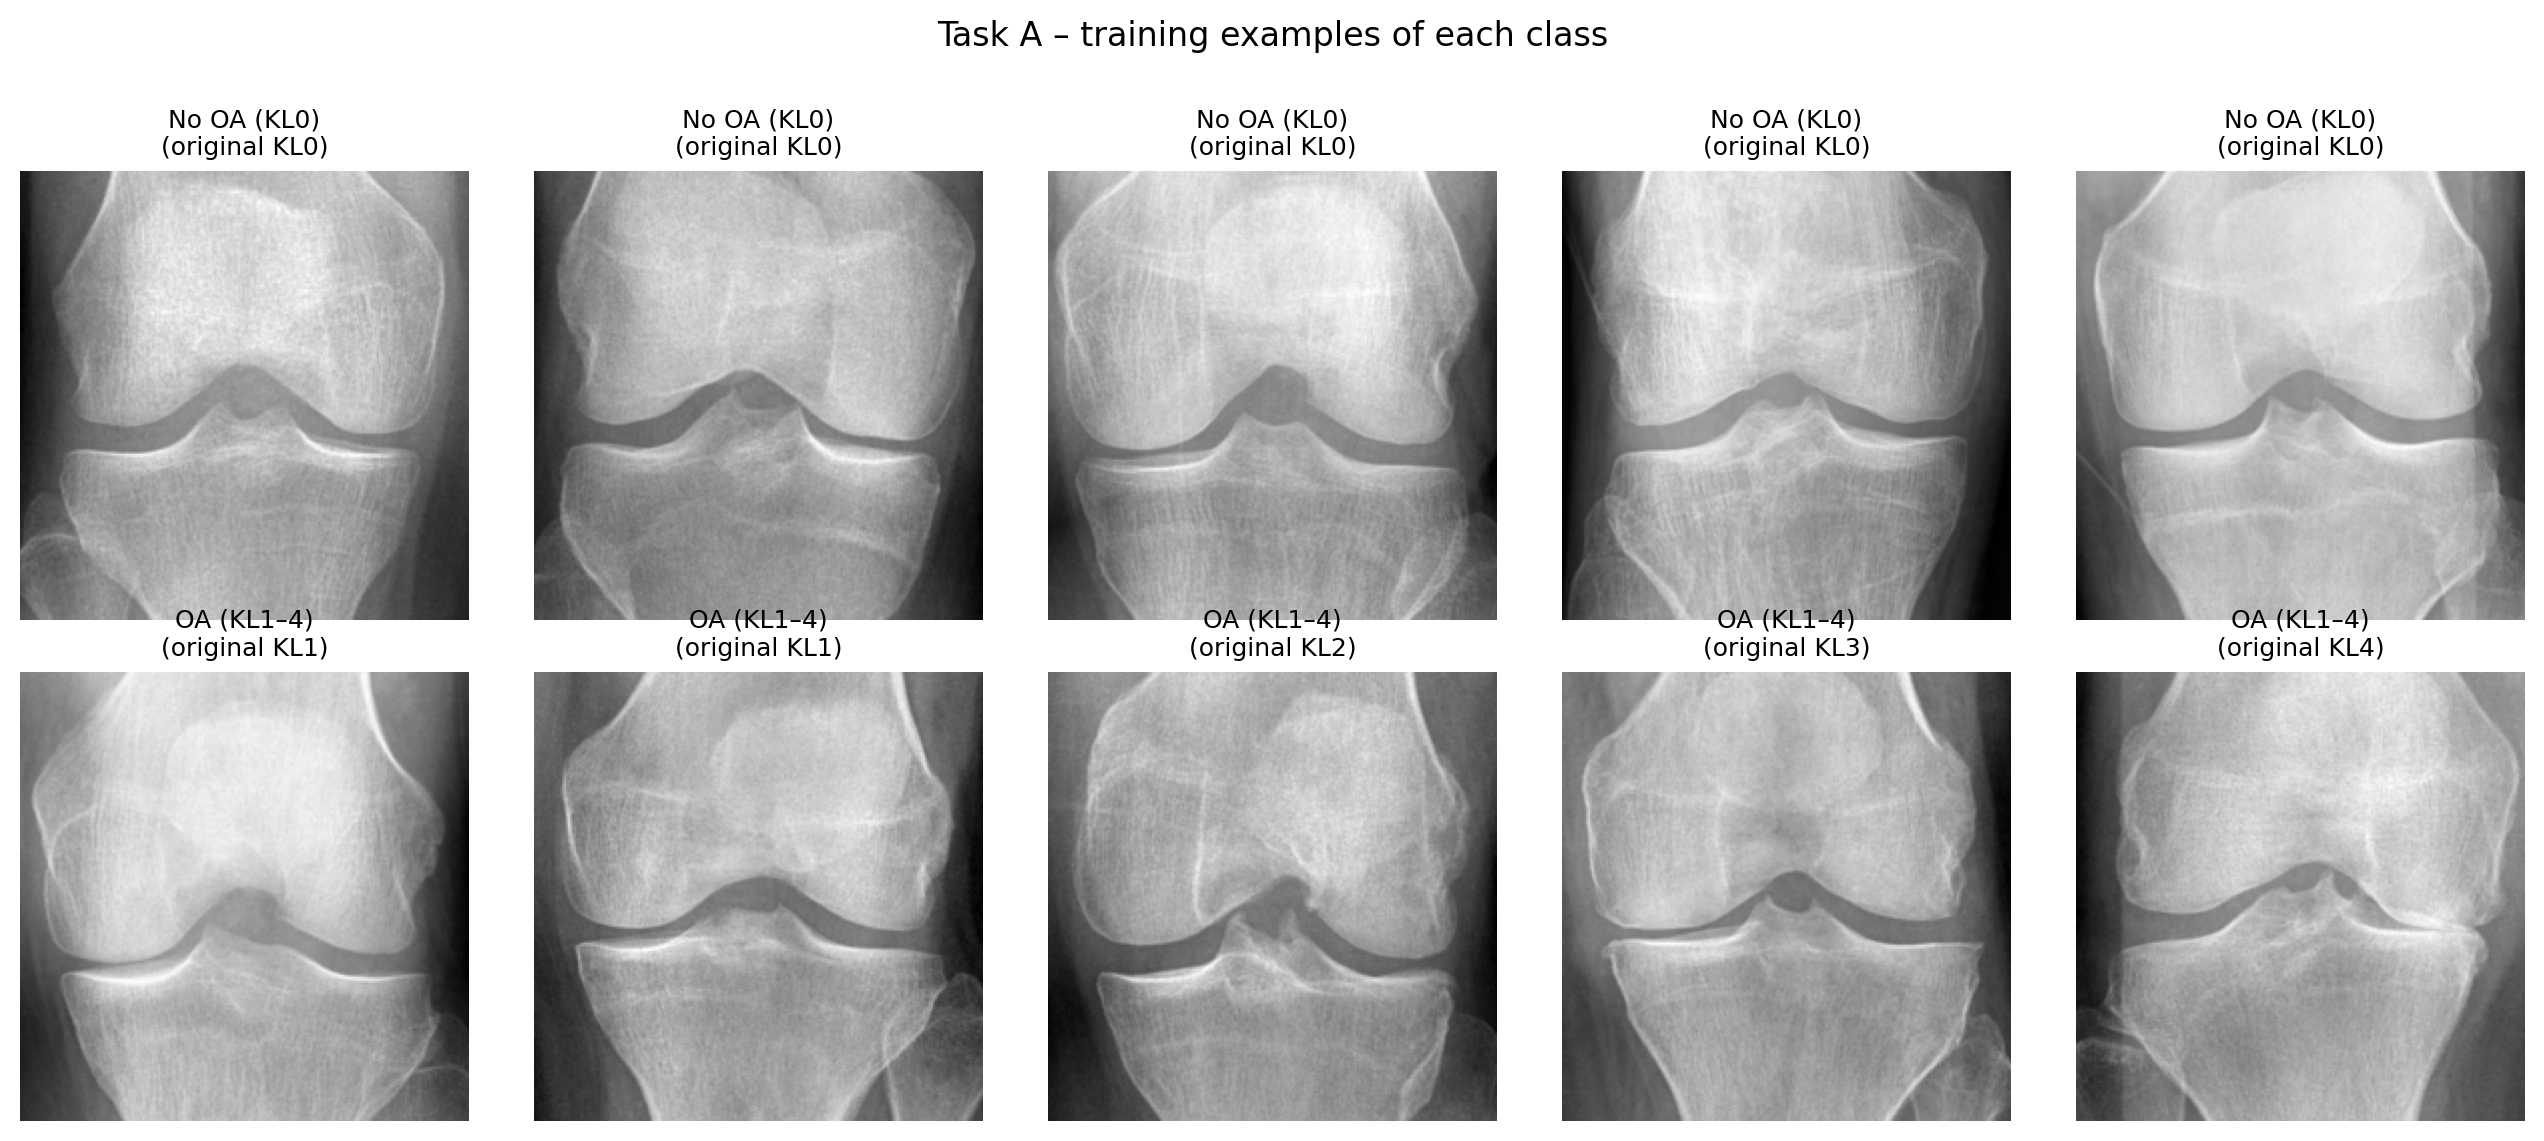 Task A – training examples of each class
No OA (KL0)
(original KL0)
No OA (KL0)
(original KL0)
No OA (KL0)
(original KL0)
No OA (KL0)
(original KL0)
No OA (KL0)
(original KL0)
OA (KL1–4)
(original KL1)
OA (KL1–4)
(original KL1)
OA (KL1–4)
(original KL2)
OA (KL1–4)
(original KL3)
OA (KL1–4)
(original KL4)